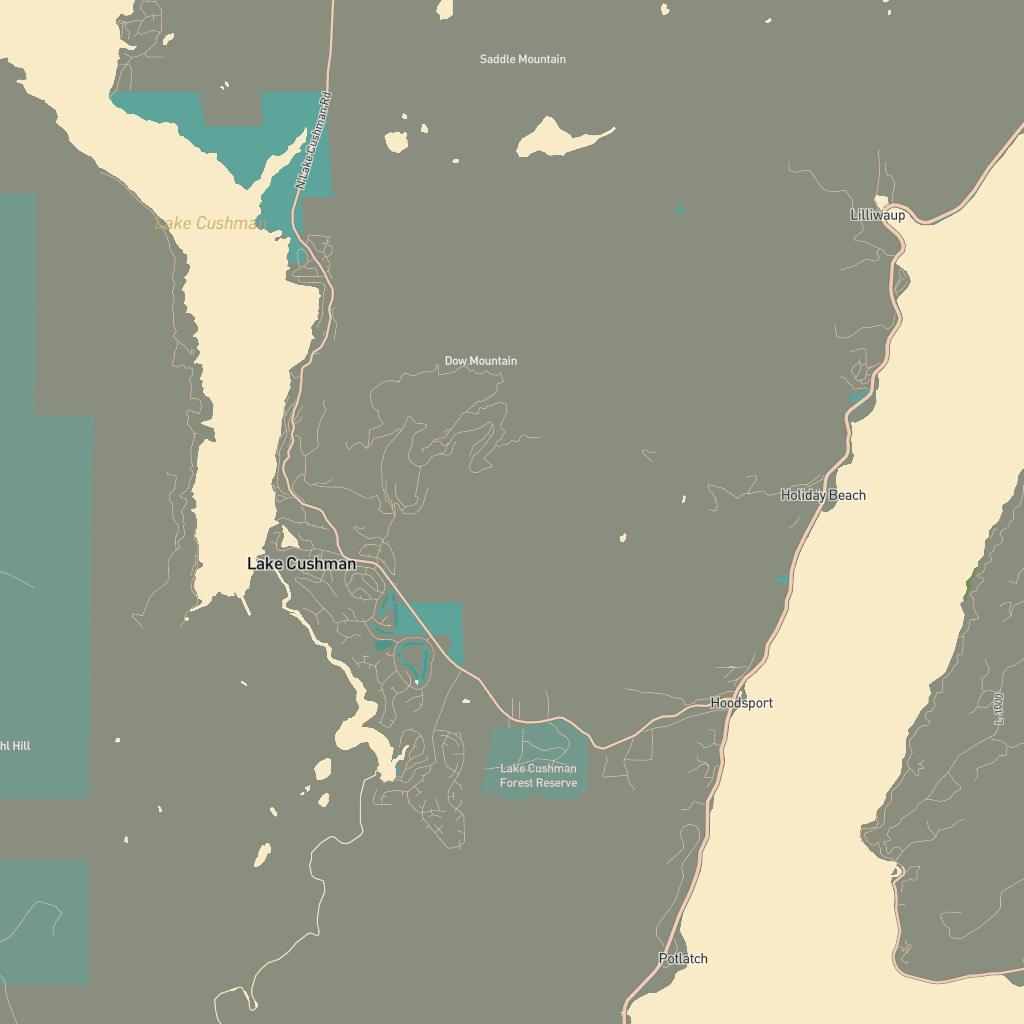 Saddle Mountain
N Lake Cushman Rd
Lilliwaup
Lake Cushman
Dow Mountain
Holiday Beach
Lake Cushman
L 1000
Hoodsport
hl Hill
Lake Cushman
Forest Reserve
Potlatch